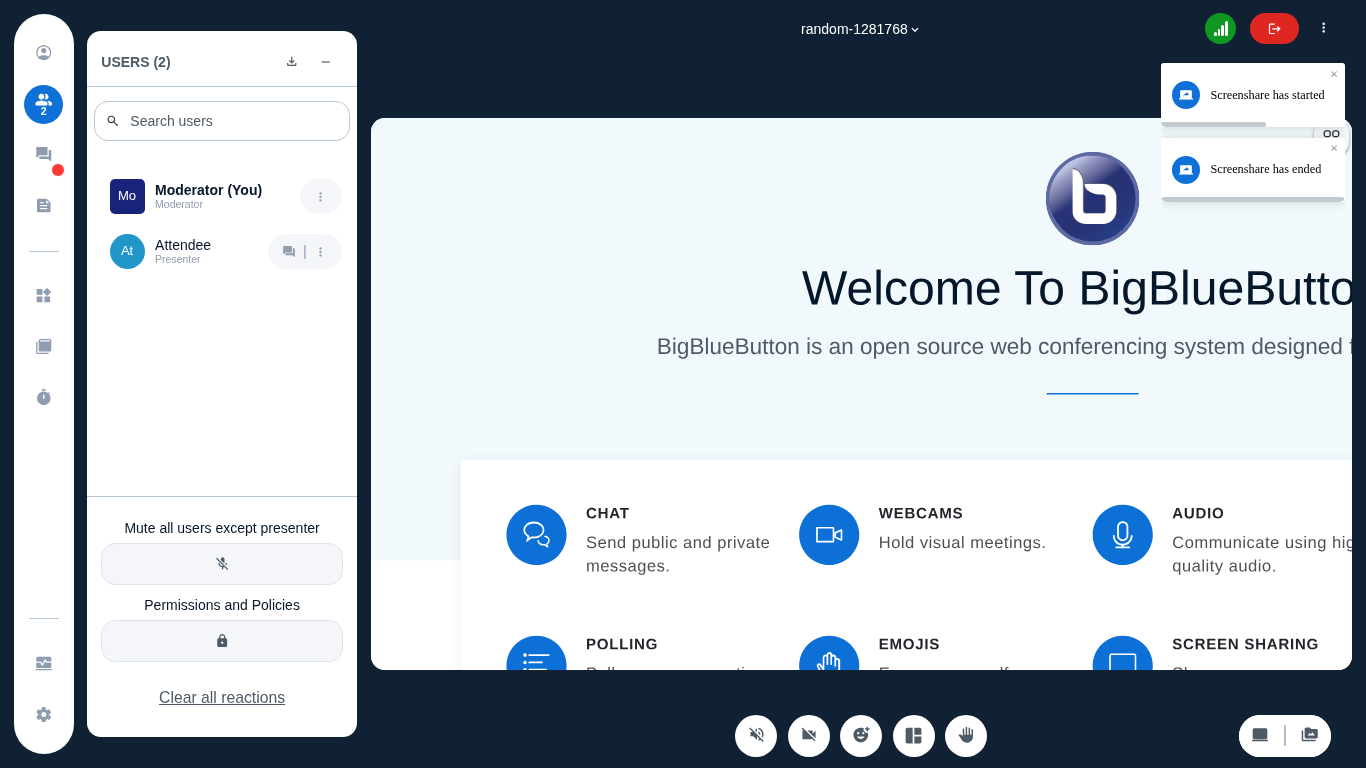 random-1281768
USERS (2)
2
Search users
Mo
Moderator (You)
Moderator
At
Attendee
Presenter
Mute all users except presenter
Permissions and Policies
Clear all reactions
Screenshare has started
Screenshare has ended
Welcome To BigBlueButto
BigBlueButton is an open source web conferencing system designed f
CHAT
Send public and private
messages.
WEBCAMS
Hold visual meetings.
AUDIO
Communicate using hig
quality audio.
POLLING
EMOJIS
SCREEN SHARING